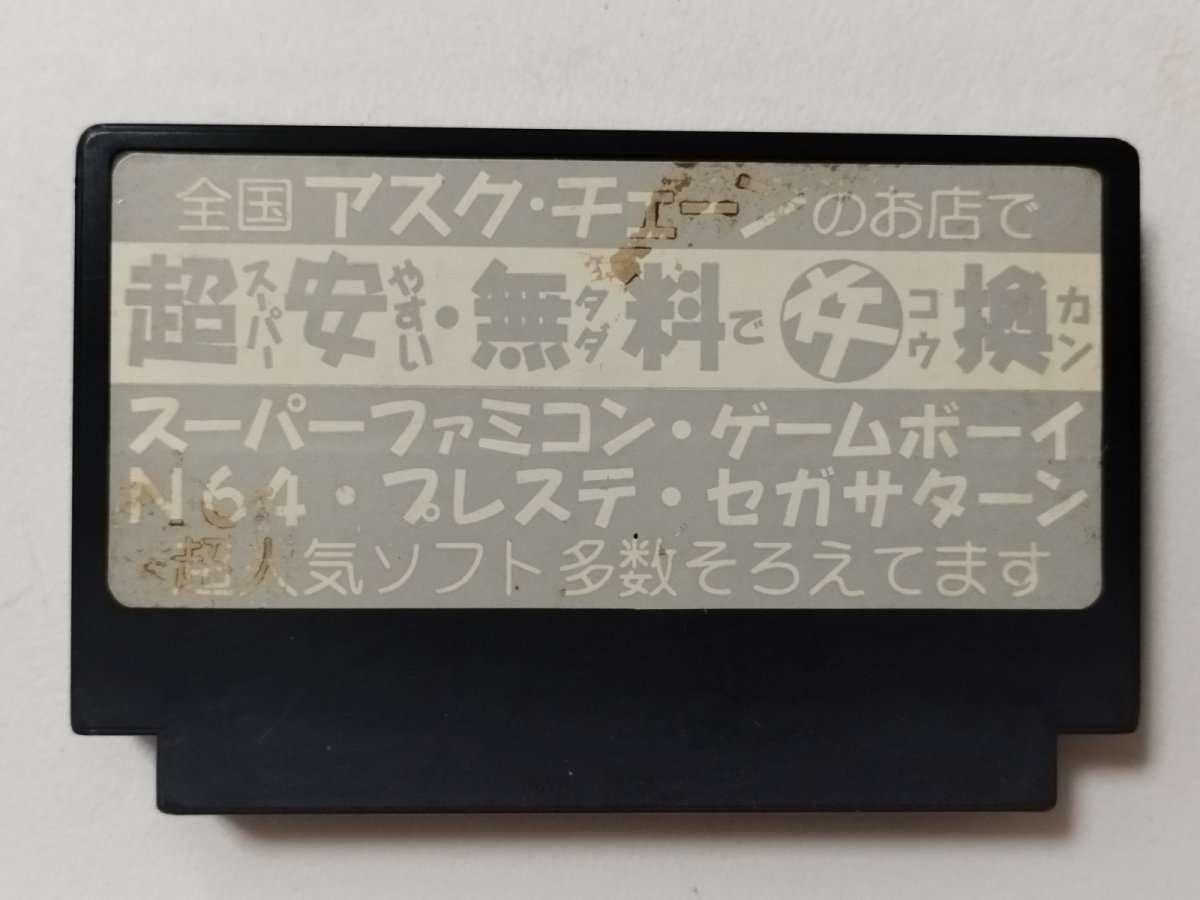 全国アスク・チェーンのお店で
超スーパー安やすい・無タダ料で交コウ換カン
スーパーファミコン・ゲームボーイ
N64・プレステ・セガサターン
超人気ソフト多数そろえてます